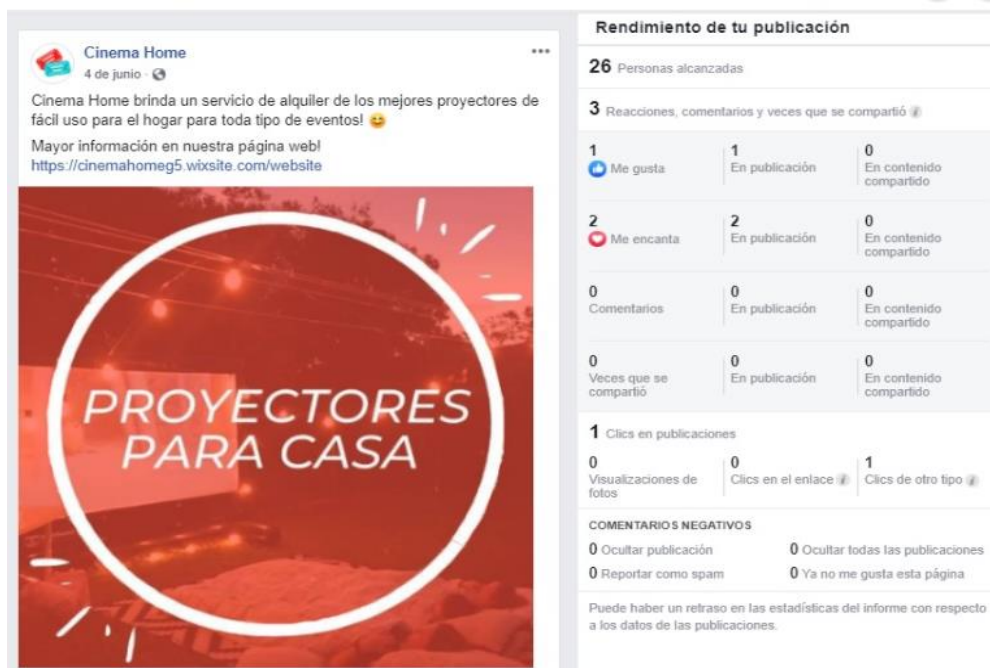 Cinema Home
4 de junio ·
Cinema Home brinda un servicio de alquiler de los mejores proyectores de
fácil uso para el hogar para toda tipo de eventos! 😊
Mayor información en nuestra página web!
https://cinemahomeg5.wixsite.com/website
PROYECTORES
PARA CASA
Rendimiento de tu publicación
26 Personas alcanzadas
3 Reacciones, comentarios y veces que se compartió
1
Me gusta
1
En publicación
0
En contenido
compartido
2
Me encanta
2
En publicación
0
En contenido
compartido
0
Comentarios
0
En publicación
0
En contenido
compartido
0
Veces que se
compartió
0
En publicación
0
En contenido
compartido
1 Clics en publicaciones
0
Visualizaciones de
fotos
0
Clics en el enlace
1
Clics de otro tipo
COMENTARIOS NEGATIVOS
0 Ocultar publicación
0 Ocultar todas las publicaciones
0 Reportar como spam
0 Ya no me gusta esta página
Puede haber un retraso en las estadísticas del informe con respecto
a los datos de las publicaciones.